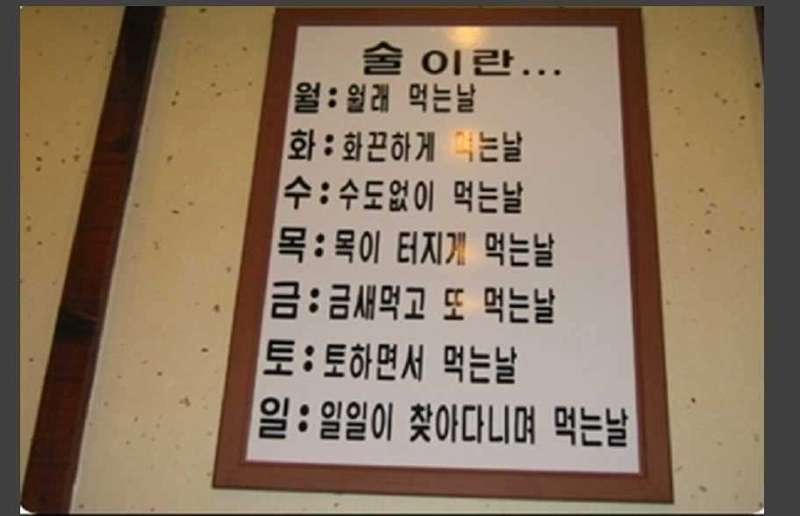 술이란...
월:월래 먹는날
화:화끈하게 먹는날
수:수도없이 먹는날
목:목이 터지게 먹는날
금:금새먹고 또 먹는날
토:토하면서 먹는날
일:일일이 찾아다니며 먹는날